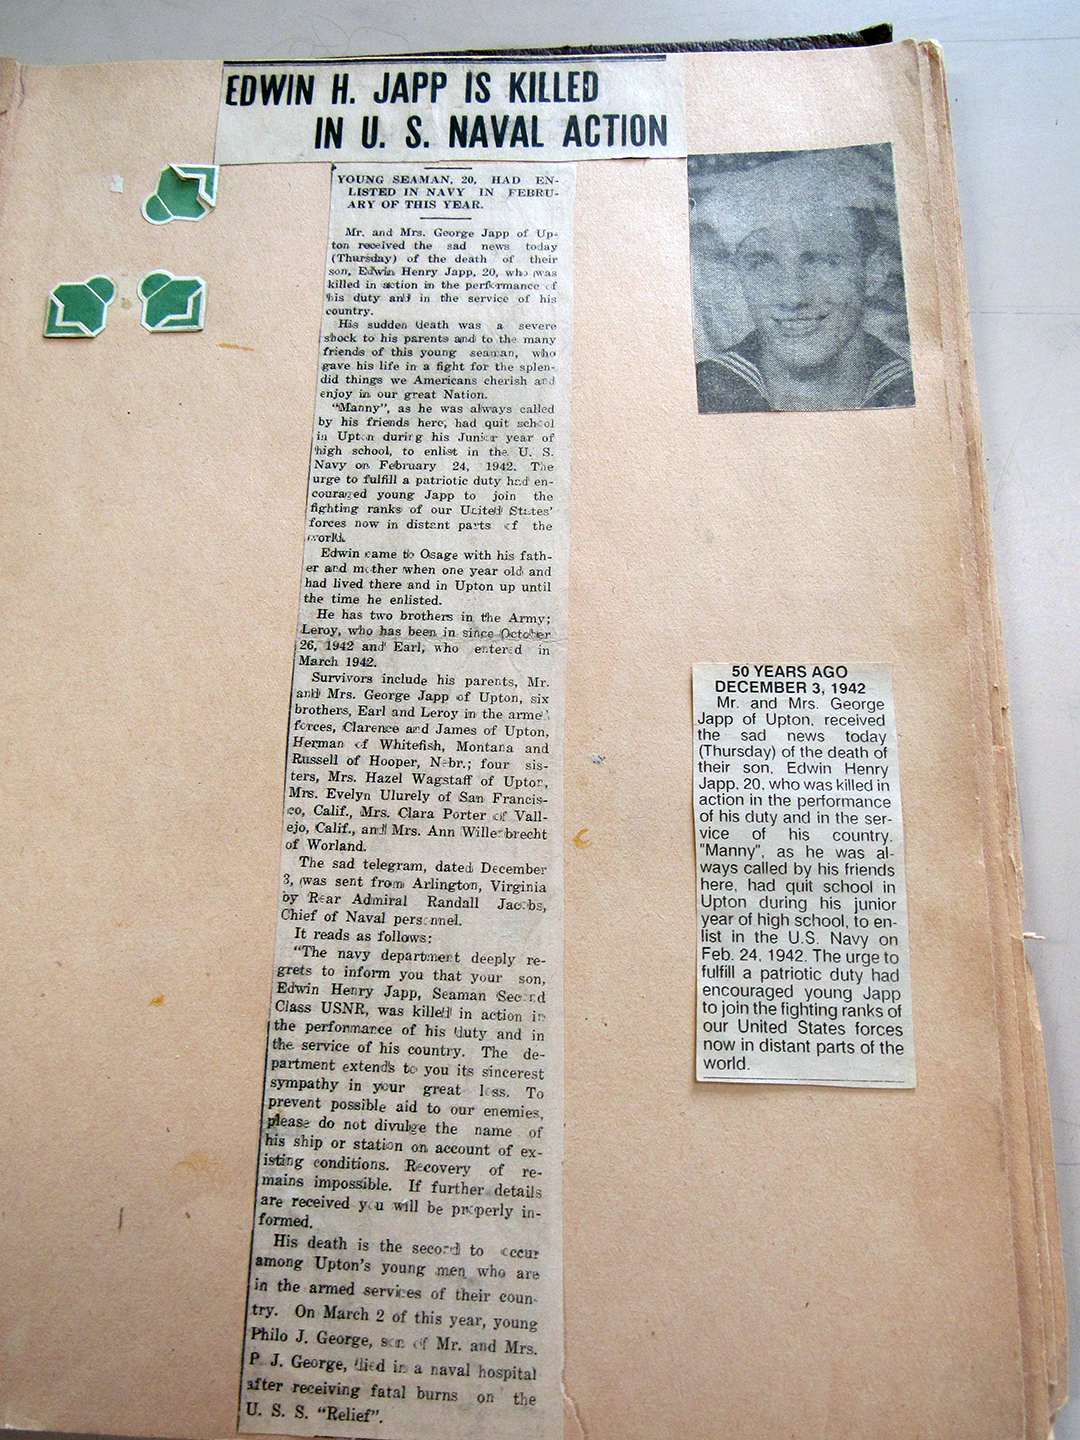 EDWIN H. JAPP IS KILLED
IN U. S. NAVAL ACTION
YOUNG SEAMAN, 20, HAD EN-
LISTED IN NAVY IN FEBRU-
ARY OF THIS YEAR.
Mr. and Mrs. George Japp of Up-
ton received the sad news today
(Thursday) of the death of their
son, Edwin Henry Japp, 20, who was
killed in action in the performance of
his duty and in the service of his
country.
His sudden death was a severe
shock to his parents and to the many
friends of this young seaman, who
gave his life in a fight for the splen-
did things we Americans cherish and
enjoy in our great Nation.
"Manny", as he was always called
by his friends here, had quit school
in Upton during his Junior year of
high school, to enlist in the U. S.
Navy on February 24, 1942. The
urge to fulfill a patriotic duty had en-
couraged young Japp to join the
fighting ranks of our United States'
forces now in distant parts of the
world.
Edwin came to Osage with his fath-
er and mother when one year old and
had lived there and in Upton up until
the time he enlisted.
He has two brothers in the Army;
Leroy, who has been in since October
26, 1942 and Earl, who entered in
March 1942.
Survivors include his parents, Mr.
and Mrs. George Japp of Upton, six
brothers, Earl and Leroy in the armed
forces, Clarence and James of Upton,
Herman of Whitefish, Montana and
Russell of Hooper, Nebr.; four sis-
ters, Mrs. Hazel Wagstaff of Upton,
Mrs. Evelyn Ulurely of San Francis-
co, Calif., Mrs. Clara Porter of Vall-
ejo, Calif., and Mrs. Ann Willebrecht
of Worland.
The sad telegram, dated December
3, was sent from Arlington, Virginia
by Rear Admiral Randall Jacobs,
Chief of Naval personnel.
It reads as follows:
"The navy department deeply re-
grets to inform you that your son,
Edwin Henry Japp, Seaman Second
Class USNR, was killed in action in
the performance of his duty and in
the service of his country. The de-
partment extends to you its sincerest
sympathy in your great loss. To
prevent possible aid to our enemies,
please do not divulge the name of
his ship or station on account of ex-
isting conditions. Recovery of re-
mains impossible. If further details
are received you will be properly in-
formed.
His death is the second to occur
among Upton's young men who are
in the armed services of their coun-
try. On March 2 of this year, young
Philo J. George, son of Mr. and Mrs.
P. J. George, died in a naval hospital
after receiving fatal burns on the
U. S. S. "Relief".
50 YEARS AGO
DECEMBER 3, 1942
Mr. and Mrs. George
Japp of Upton, received
the sad news today
(Thursday) of the death of
their son, Edwin Henry
Japp, 20, who was killed in
action in the performance
of his duty and in the ser-
vice of his country.
"Manny", as he was al-
ways called by his friends
here, had quit school in
Upton during his junior
year of high school, to en-
list in the U.S. Navy on
Feb. 24, 1942. The urge to
fulfill a patriotic duty had
encouraged young Japp
to join the fighting ranks of
our United States forces
now in distant parts of the
world.